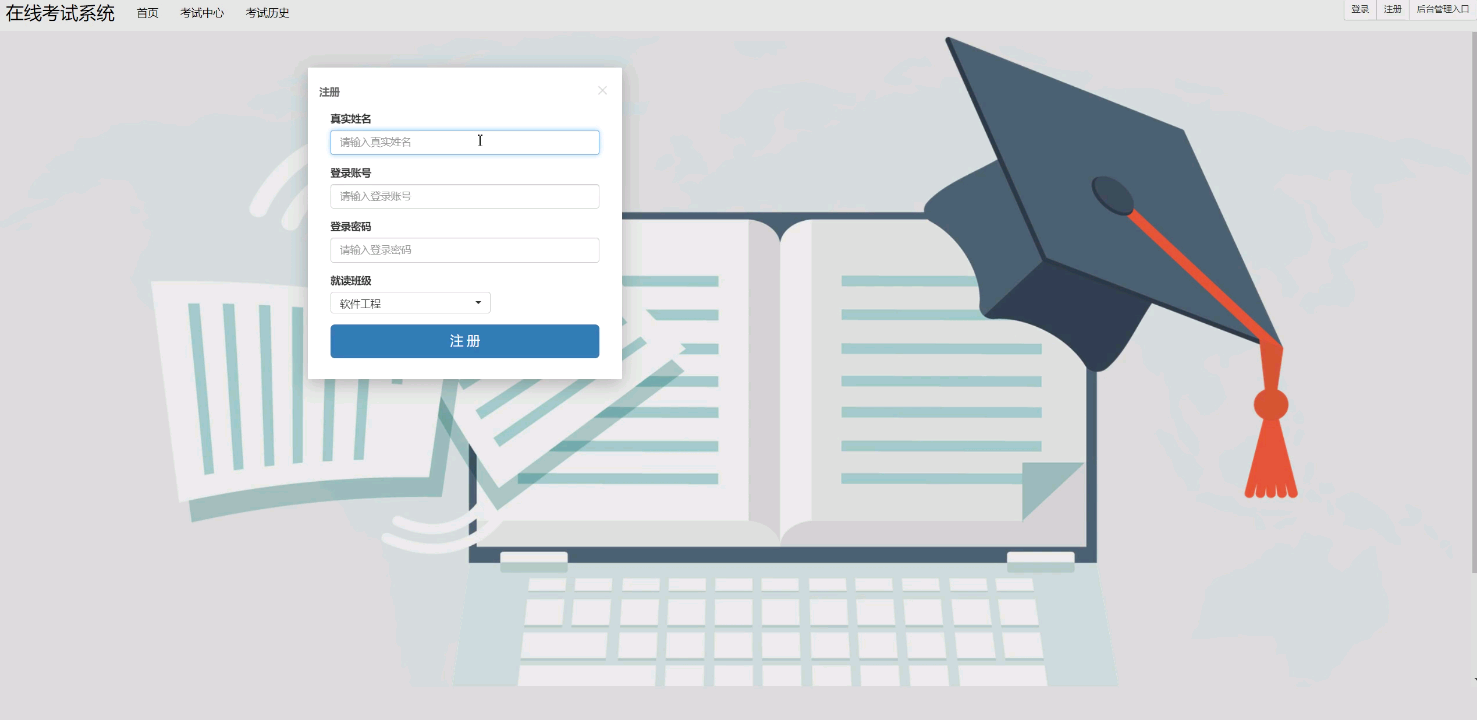 在线考试系统 首页 考试中心 考试历史 登录 注册 后台管理入口
注册 ×
真实姓名
请输入真实姓名
登录账号
请输入登录账号
登录密码
请输入登录密码
就读班级
软件工程
注 册